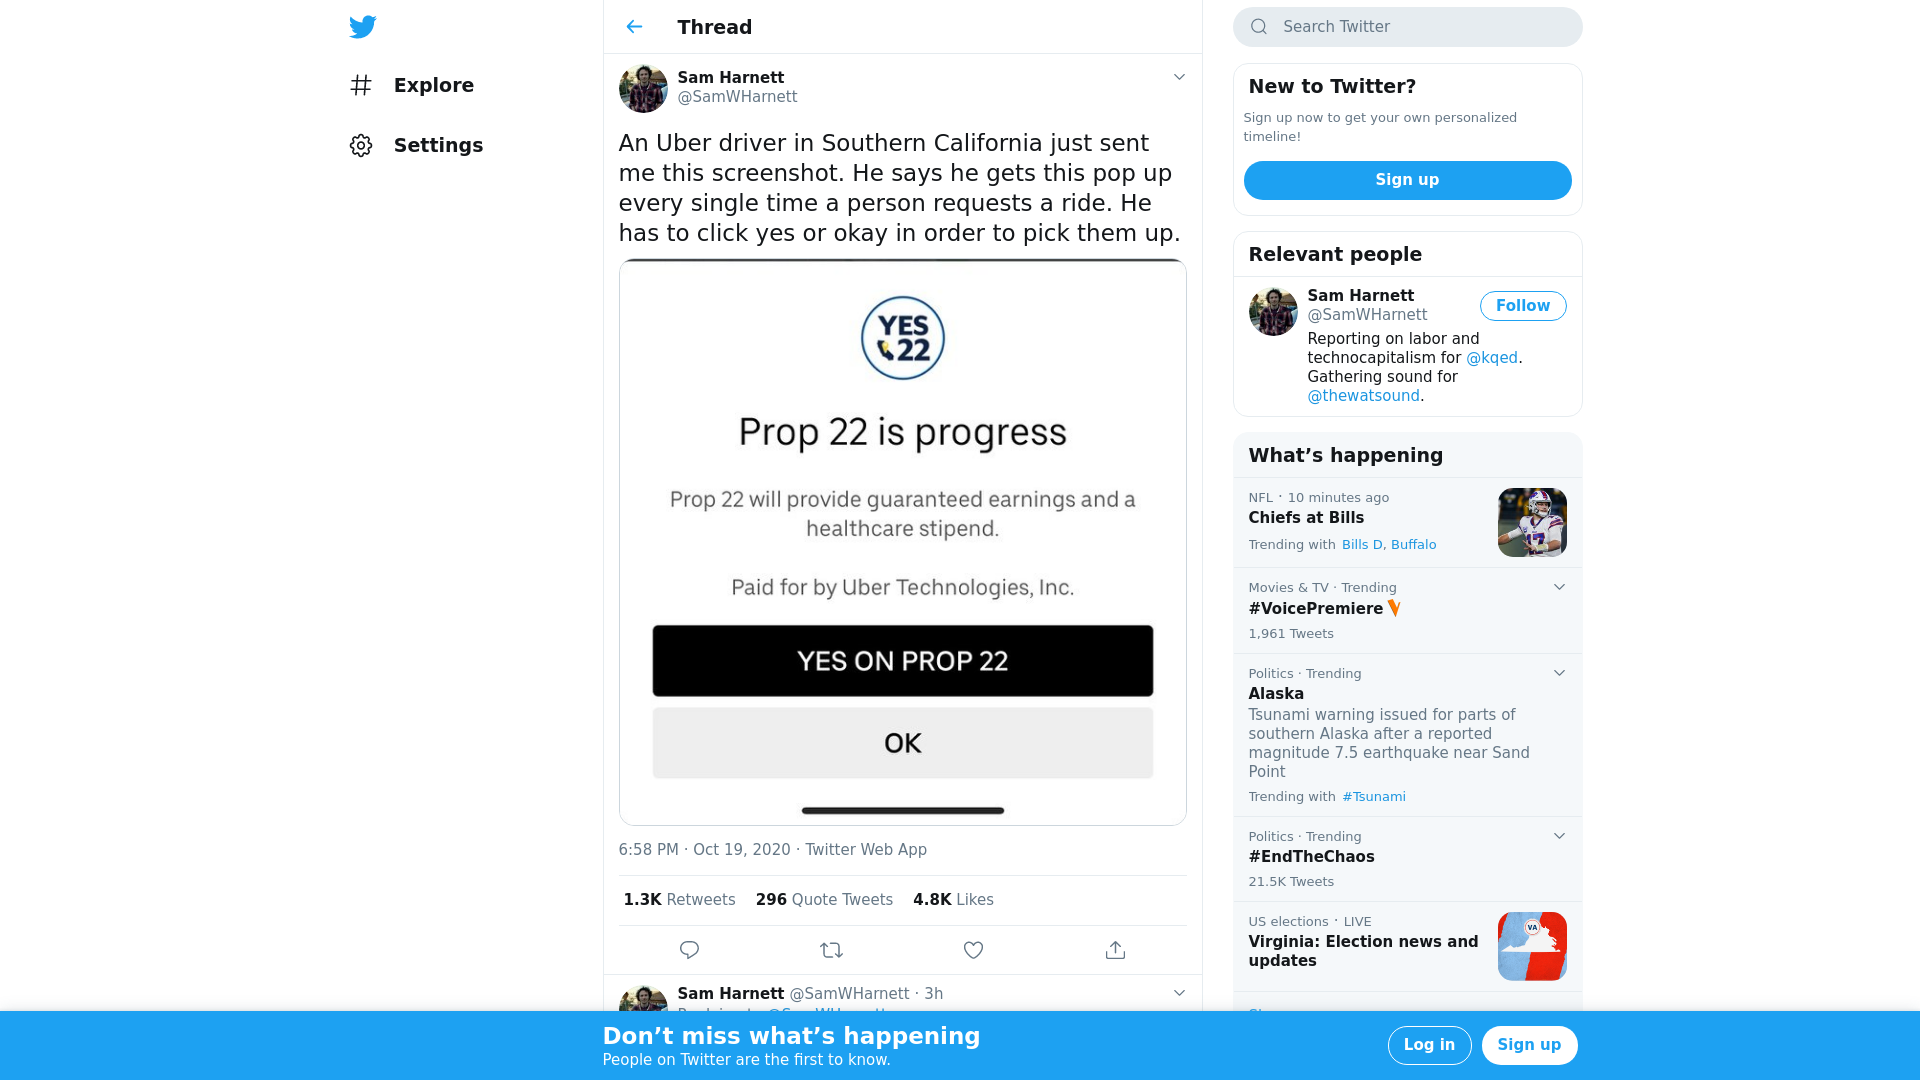 Explore
Settings
Thread
Sam Harnett
@SamWHarnett
An Uber driver in Southern California just sent
me this screenshot. He says he gets this pop up
every single time a person requests a ride. He
has to click yes or okay in order to pick them up.
YES
22
Prop 22 is progress
Prop 22 will provide guaranteed earnings and a
healthcare stipend.
Paid for by Uber Technologies, Inc.
YES ON PROP 22
OK
6:58 PM · Oct 19, 2020 · Twitter Web App
1.3K Retweets 296 Quote Tweets 4.8K Likes
Sam Harnett @SamWHarnett · 3h
Search Twitter
New to Twitter?
Sign up now to get your own personalized
timeline!
Sign up
Relevant people
Sam Harnett
@SamWHarnett
Follow
Reporting on labor and
technocapitalism for @kqed.
Gathering sound for
@thewatsound.
What’s happening
NFL · 10 minutes ago
Chiefs at Bills
Trending with Bills D, Buffalo
17
Movies & TV · Trending
#VoicePremiere
1,961 Tweets
Politics · Trending
Alaska
Tsunami warning issued for parts of
southern Alaska after a reported
magnitude 7.5 earthquake near Sand
Point
Trending with #Tsunami
Politics · Trending
#EndTheChaos
21.5K Tweets
US elections · LIVE
Virginia: Election news and
updates
VA
Don’t miss what’s happening
People on Twitter are the first to know.
Log in
Sign up